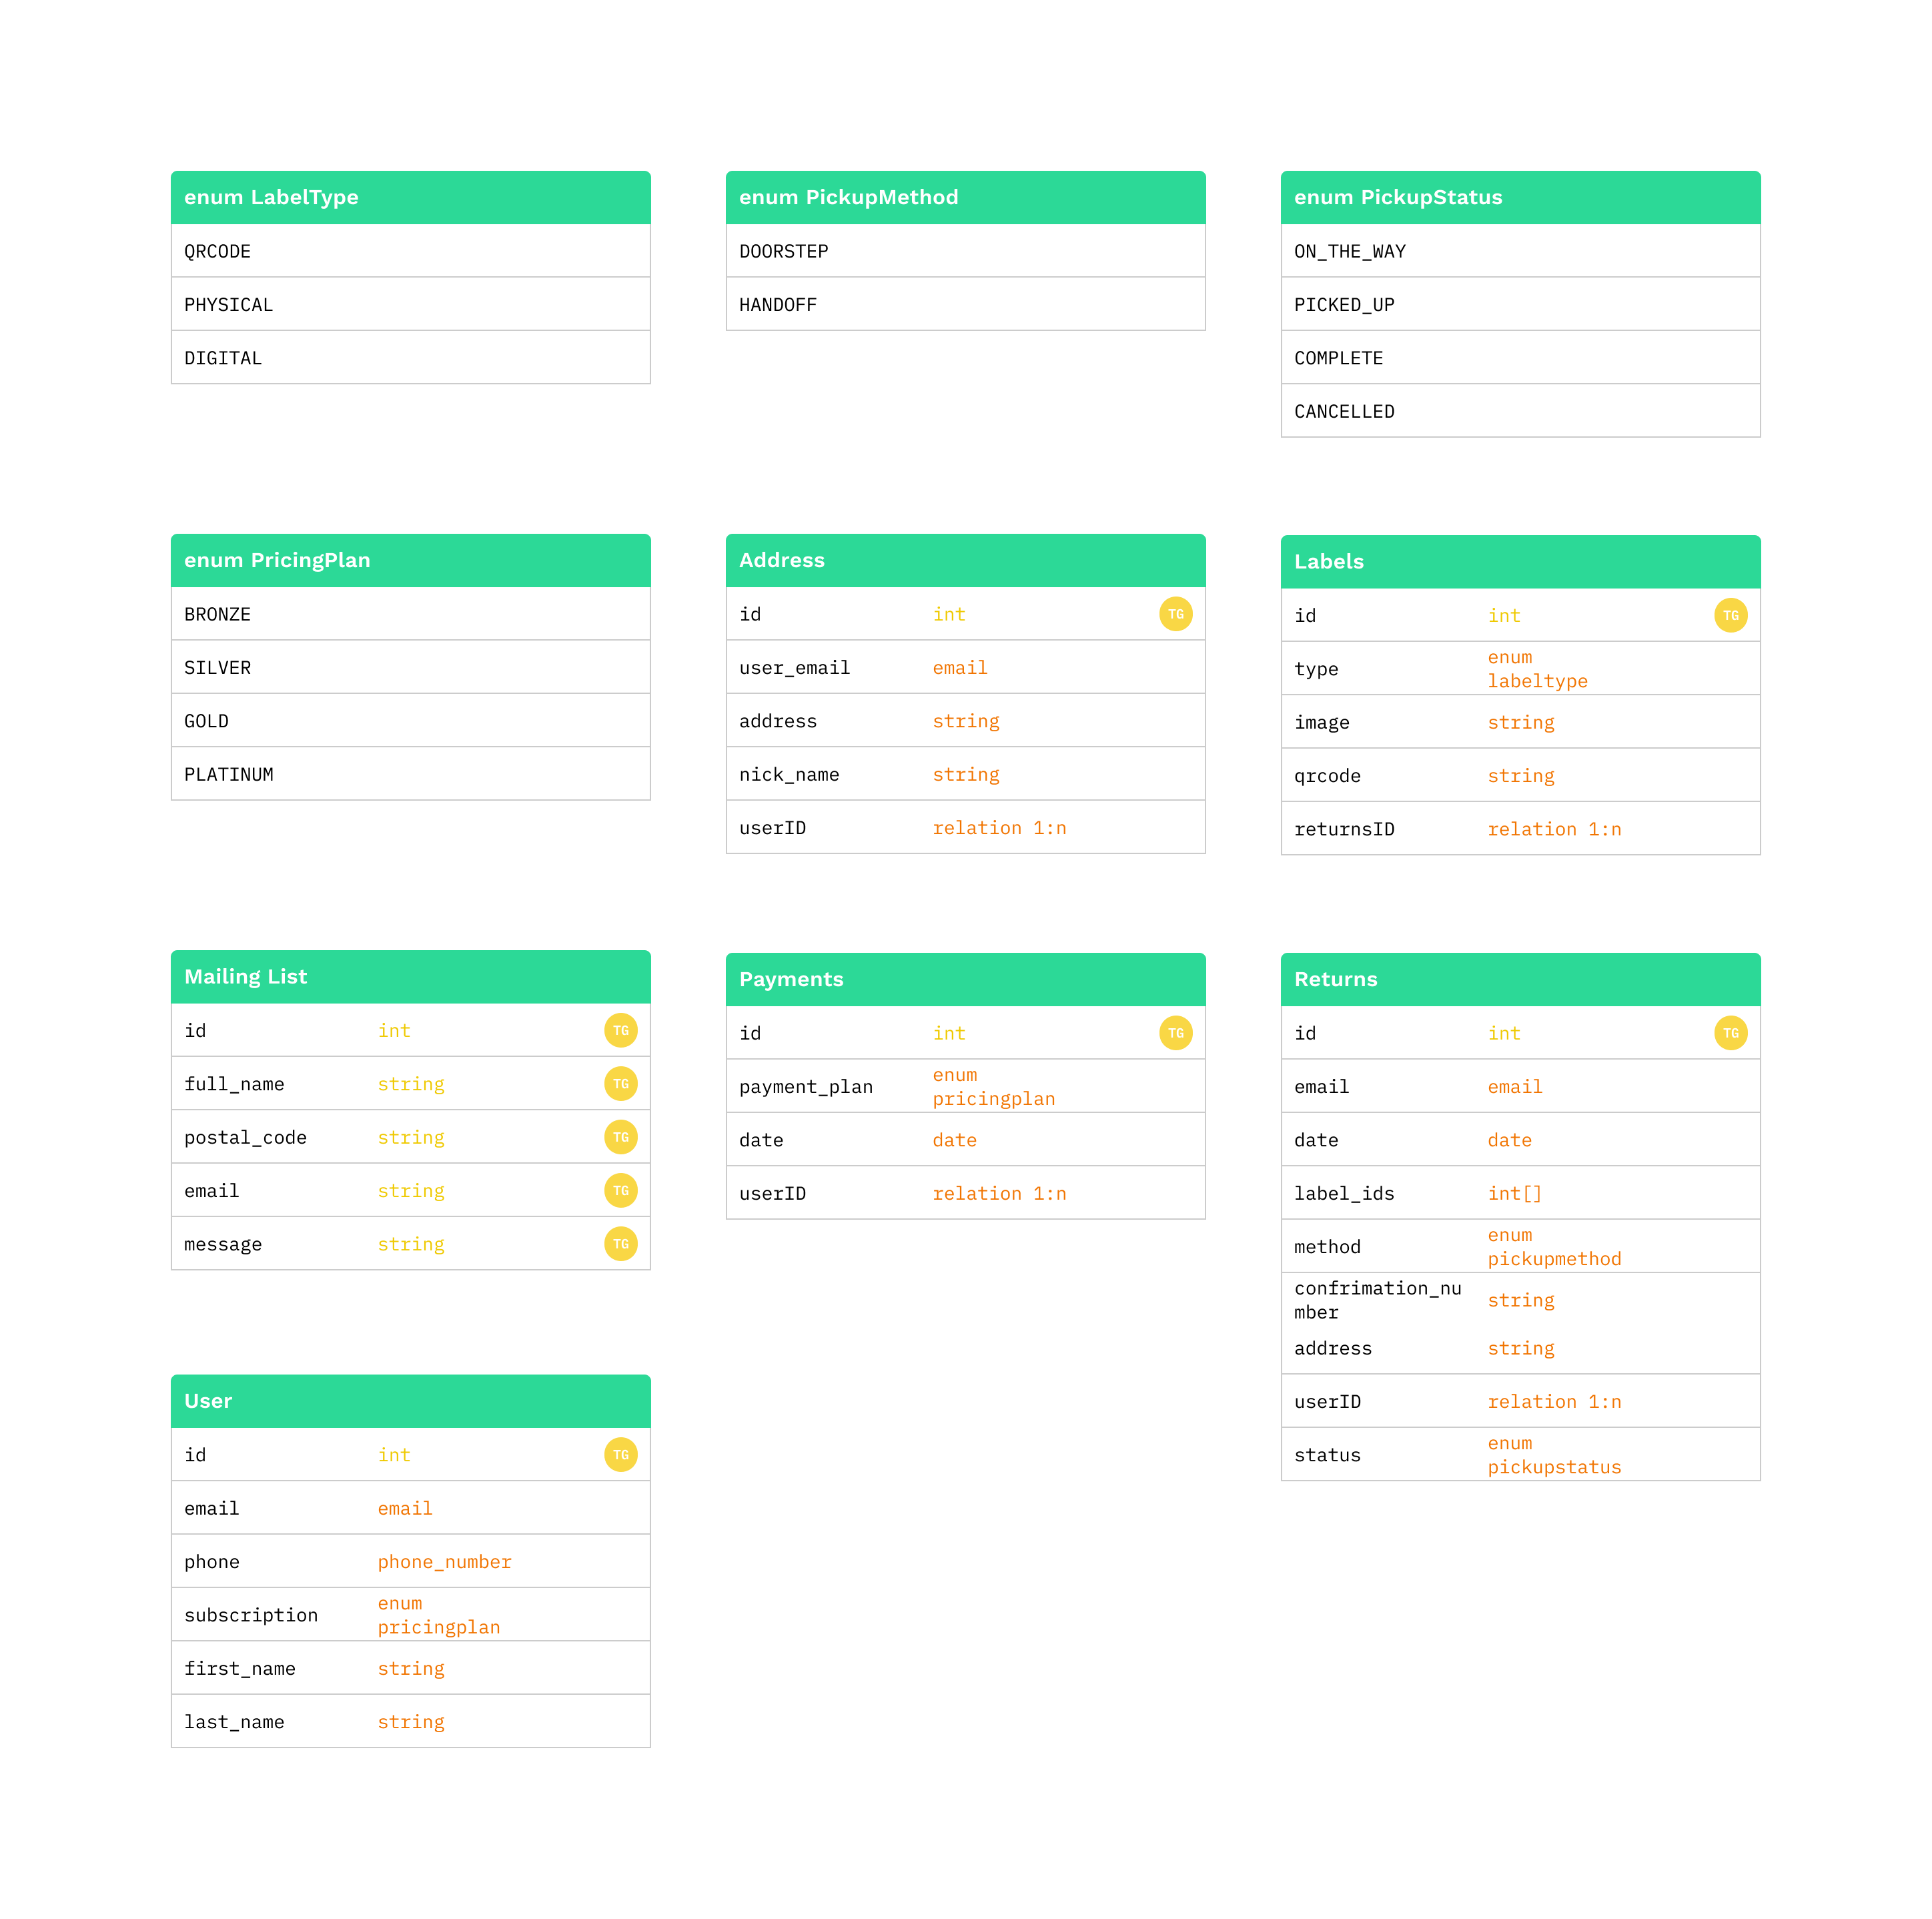 enum LabelType
QRCODE
PHYSICAL
DIGITAL
enum PickupMethod
DOORSTEP
HANDOFF
enum PickupStatus
ON_THE_WAY
PICKED_UP
COMPLETE
CANCELLED
enum PricingPlan
BRONZE
SILVER
GOLD
PLATINUM
Address
id int TG
user_email email
address string
nick_name string
userID relation 1:n
Labels
id int TG
type enum
labeltype
image string
qrcode string
returnsID relation 1:n
Mailing List
id int TG
full_name string TG
postal_code string TG
email string TG
message string TG
Payments
id int TG
payment_plan enum
pricingplan
date date
userID relation 1:n
Returns
id int TG
email email
date date
label_ids int[]
method enum
pickupmethod
confrimation_nu
mber string
address string
userID relation 1:n
status enum
pickupstatus
User
id int TG
email email
phone phone_number
subscription enum
pricingplan
first_name string
last_name string